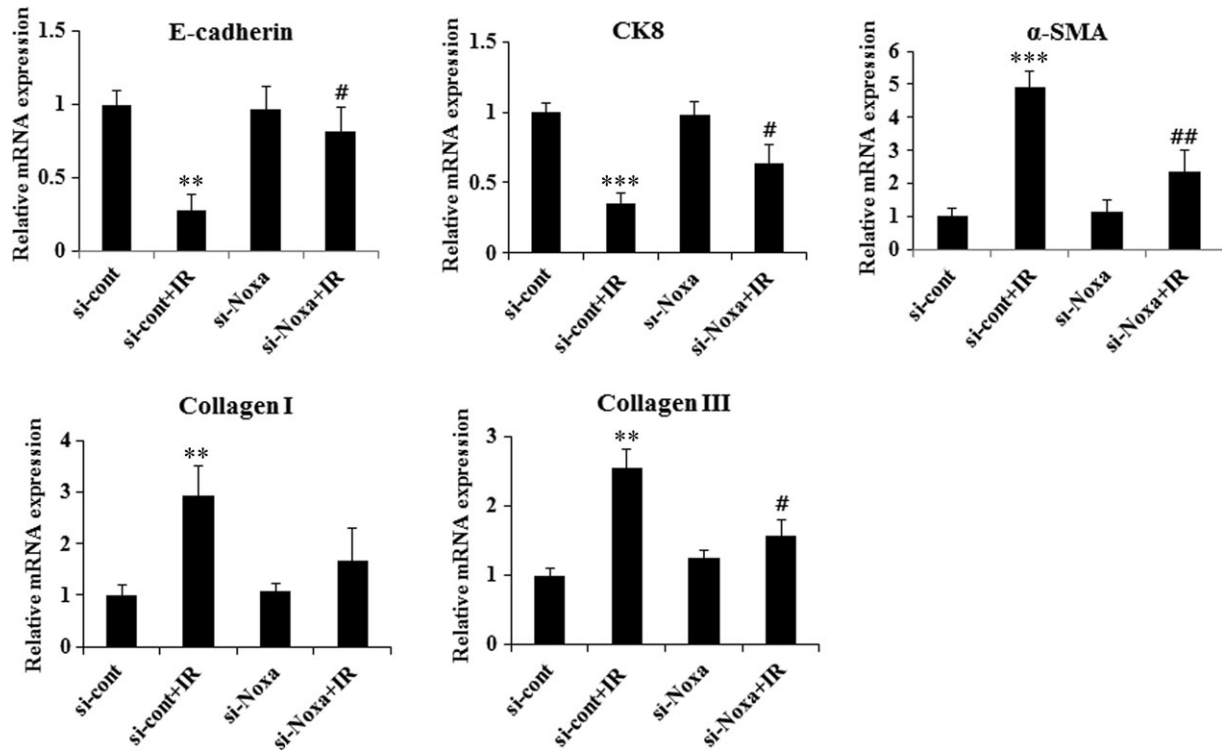 E-cadherin
Relative mRNA expression
1.5
1
0.5
0
**
#
si-cont
si-cont+IR
si-Noxa
si-Noxa+IR
CK8
Relative mRNA expression
1.5
1
0.5
0
***
#
si-cont
si-cont+IR
si-Noxa
si-Noxa+IR
α-SMA
Relative mRNA expression
6
5
4
3
2
1
0
***
##
si-cont
si-cont+IR
si-Noxa
si-Noxa+IR
Collagen I
Relative mRNA expression
4
3
2
1
0
**
si-cont
si-cont+IR
si-Noxa
si-Noxa+IR
Collagen III
Relative mRNA expression
3
2
1
0
**
#
si-cont
si-cont+IR
si-Noxa
si-Noxa+IR